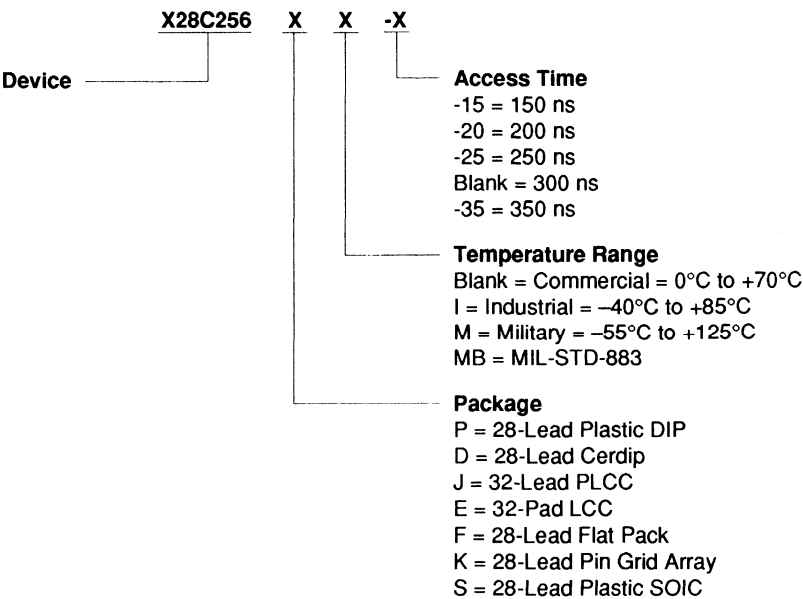 X28C256 X X -X
Device
Access Time
-15 = 150 ns
-20 = 200 ns
-25 = 250 ns
Blank = 300 ns
-35 = 350 ns
Temperature Range
Blank = Commercial = 0°C to +70°C
I = Industrial = –40°C to +85°C
M = Military = –55°C to +125°C
MB = MIL-STD-883
Package
P = 28-Lead Plastic DIP
D = 28-Lead Cerdip
J = 32-Lead PLCC
E = 32-Pad LCC
F = 28-Lead Flat Pack
K = 28-Lead Pin Grid Array
S = 28-Lead Plastic SOIC